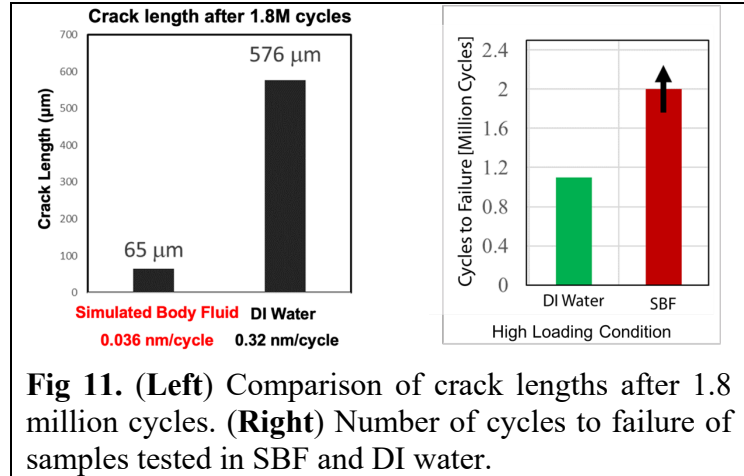 Crack length after 1.8M cycles
Crack Length (µm)
700
600
500
400
300
200
100
0
65 µm
576 µm
Simulated Body Fluid DI Water
0.036 nm/cycle 0.32 nm/cycle
Cycles to Failure [Million Cycles]
2.4
2
1.6
1.2
0.8
0.4
0
DI Water SBF
High Loading Condition
Fig 11. (Left) Comparison of crack lengths after 1.8
million cycles. (Right) Number of cycles to failure of
samples tested in SBF and DI water.